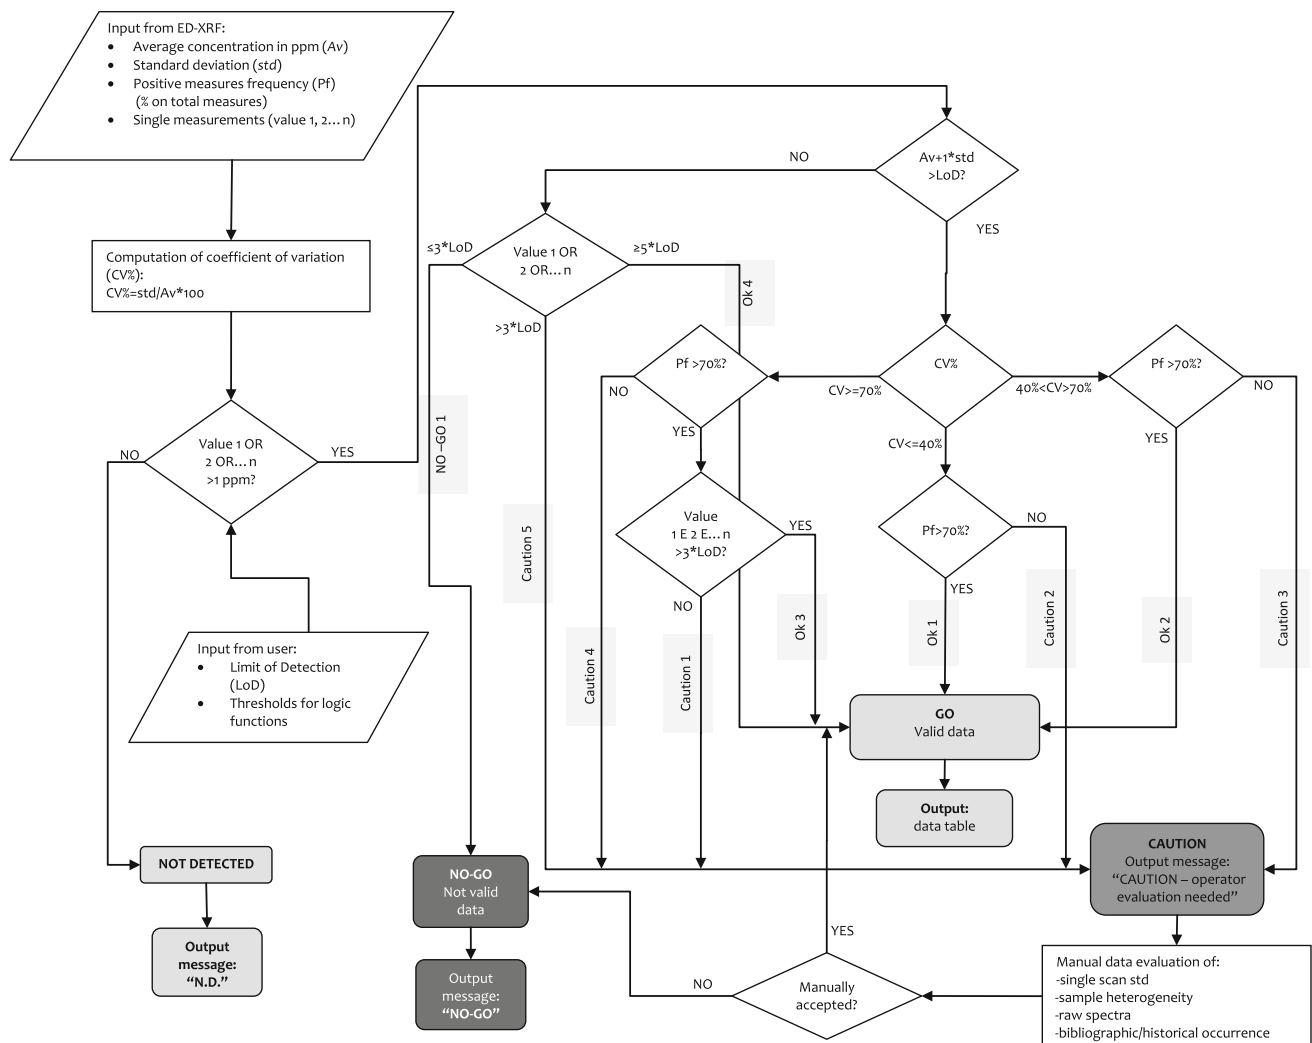 Input from ED-XRF:
• Average concentration in ppm (Av)
• Standard deviation (std)
• Positive measures frequency (Pf)
(% on total measures)
• Single measurements (value 1, 2...n)
Computation of coefficient of variation
(CV%):
CV%=std/Av*100
Value 1 OR
2 OR...n
>1 ppm?
NO
YES
Input from user:
• Limit of Detection
(LoD)
• Thresholds for logic
functions
NOT DETECTED
Output
message:
"N.D."
Av+1*std
>LoD?
NO
YES
Value 1 OR
2 OR...n
≤3*LoD
≥5*LoD
>3*LoD
NO –GO 1
Caution 5
Ok 4
CV%
CV>=70%
40%<CV>70%
CV<=40%
Pf >70%?
NO
YES
Value
1 E 2 E...n
>3*LoD?
YES
NO
Caution 4
Caution 1
Ok 3
Pf>70%?
NO
YES
Ok 1
Caution 2
Pf >70%?
NO
YES
Ok 2
Caution 3
GO
Valid data
Output:
data table
CAUTION
Output message:
"CAUTION – operator
evaluation needed"
Manual data evaluation of:
-single scan std
-sample heterogeneity
-raw spectra
-bibliographic/historical occurrence
Manually
accepted?
YES
NO
NO-GO
Not valid
data
Output
message:
"NO-GO"